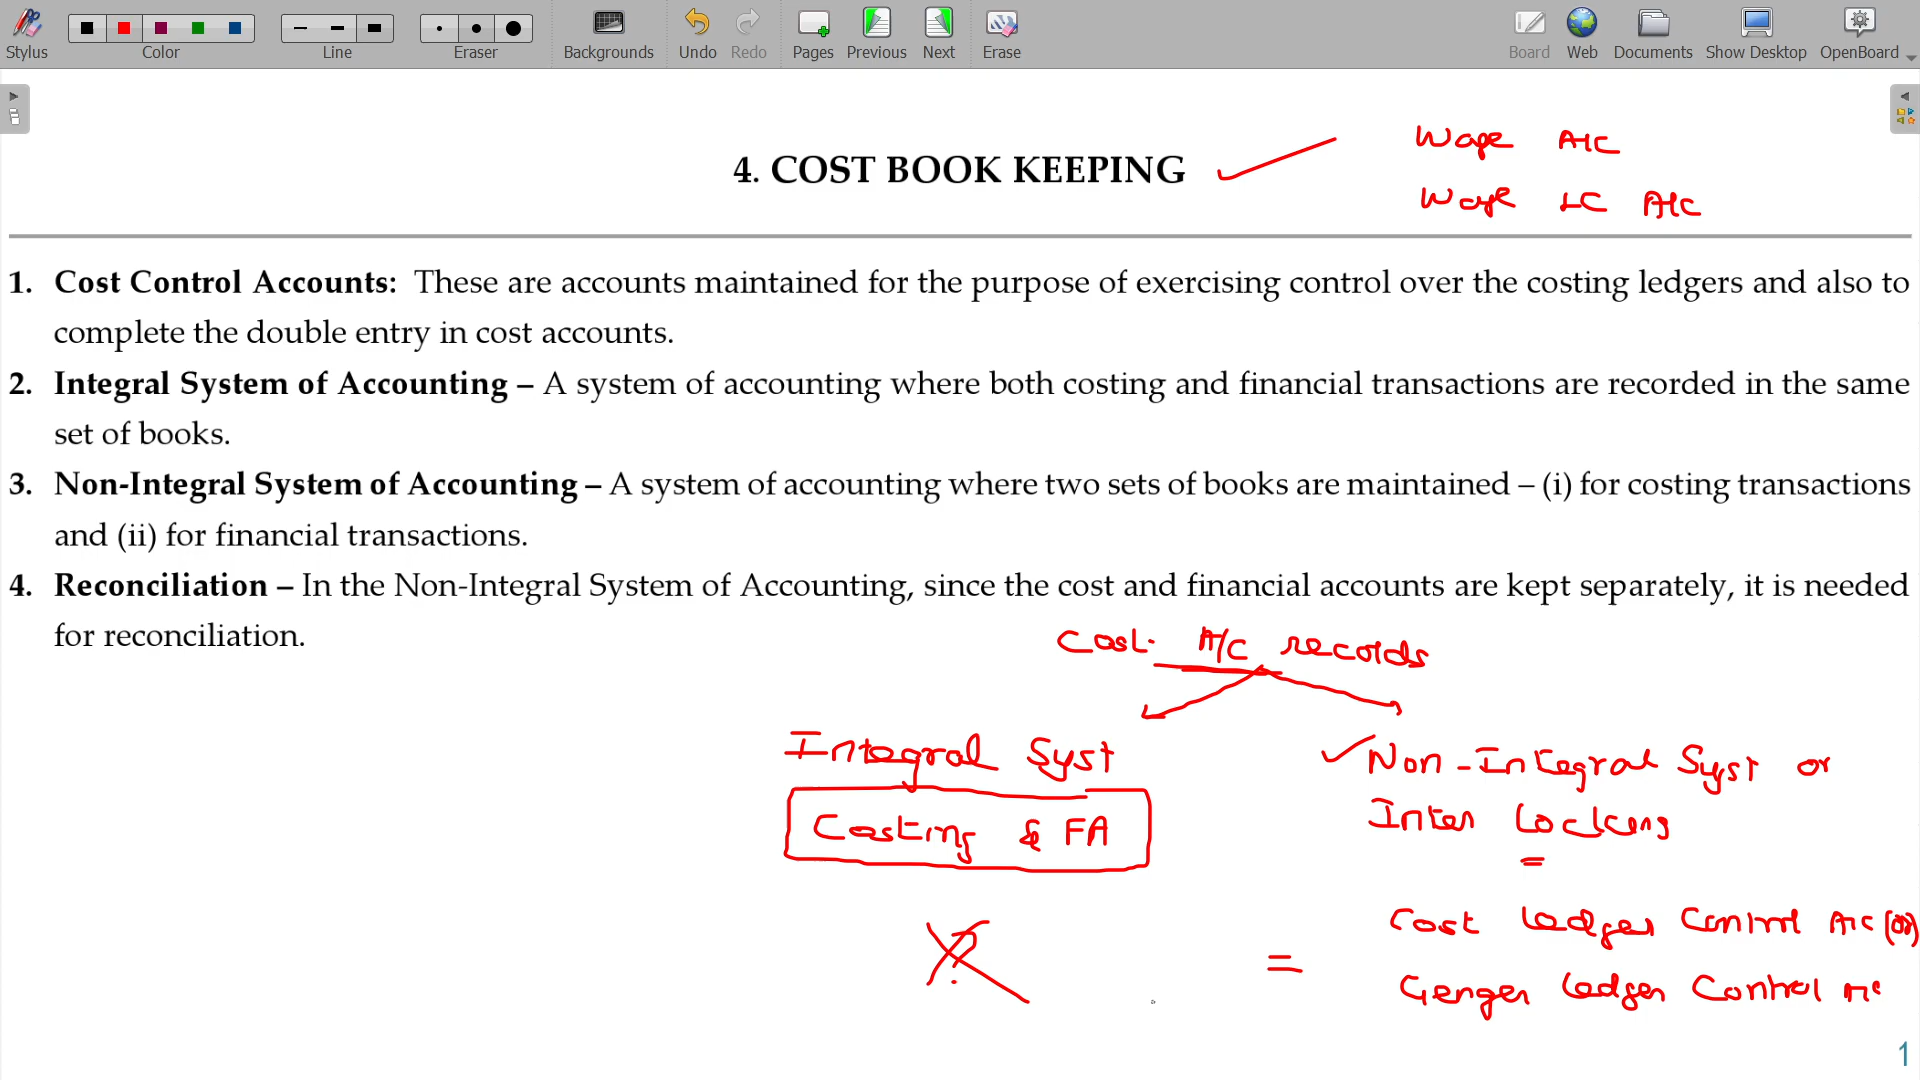 Stylus Color Line Eraser Backgrounds Undo Redo Pages Previous Next Erase Board Web Documents Show Desktop OpenBoard
Wage A/C
4. COST BOOK KEEPING
Wage LC A/C
1. Cost Control Accounts: These are accounts maintained for the purpose of exercising control over the costing ledgers and also to
complete the double entry in cost accounts.
2. Integral System of Accounting – A system of accounting where both costing and financial transactions are recorded in the same
set of books.
3. Non-Integral System of Accounting – A system of accounting where two sets of books are maintained – (i) for costing transactions
and (ii) for financial transactions.
4. Reconciliation – In the Non-Integral System of Accounting, since the cost and financial accounts are kept separately, it is needed
for reconciliation.
Cost A/C records
Integral Syst
Non-Integral Syst or
Inter Locking
Costing & FA
Cost Ledger Control A/C (or)
= Genger Ledger Control A/c
1